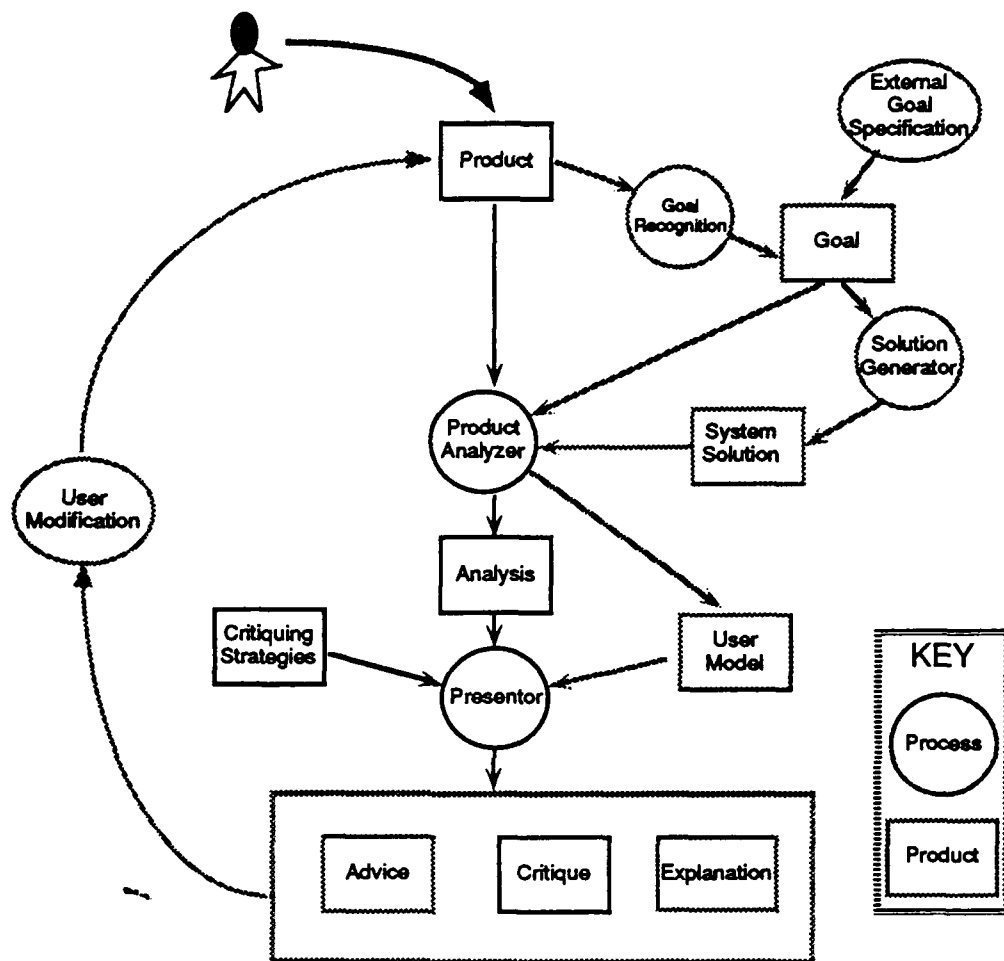 External
Goal
Specification
Product
Goal
Recognition
Goal
Solution
Generator
Product
Analyzer
System
Solution
User
Modification
Analysis
Critiquing
Strategies
User
Model
Presentor
KEY
Process
Product
Advice
Critique
Explanation